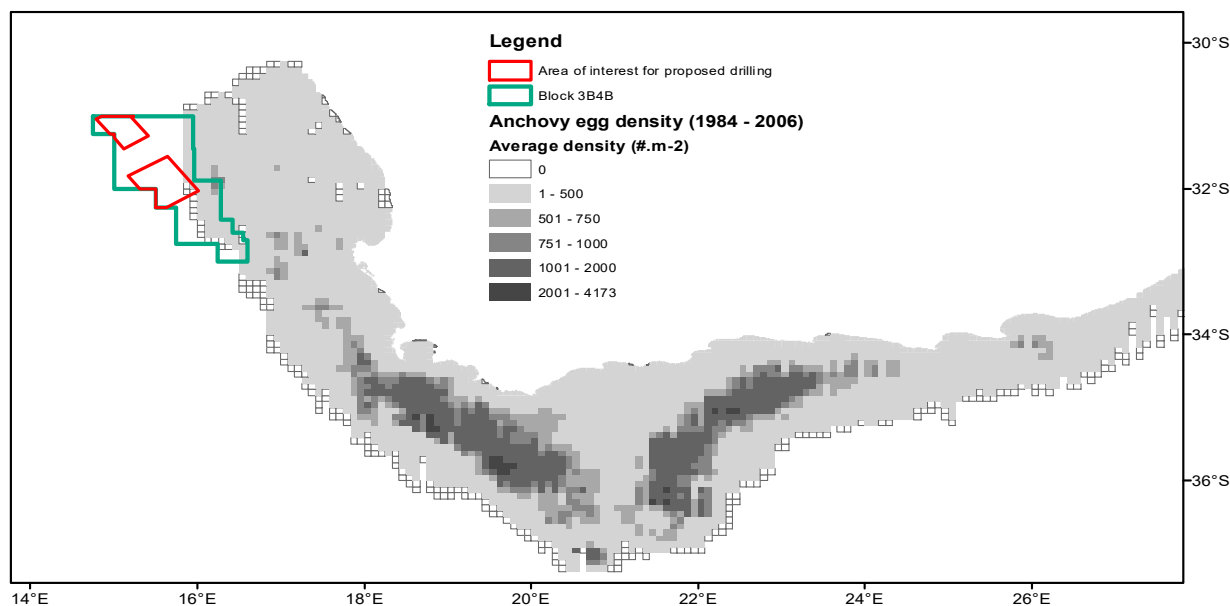 Legend
Area of interest for proposed drilling
Block 3B4B
Anchovy egg density (1984 - 2006)
Average density (#.m-2)
0
1 - 500
501 - 750
751 - 1000
1001 - 2000
2001 - 4173
30°S
32°S
34°S
36°S
14°E
16°E
18°E
20°E
22°E
24°E
26°E